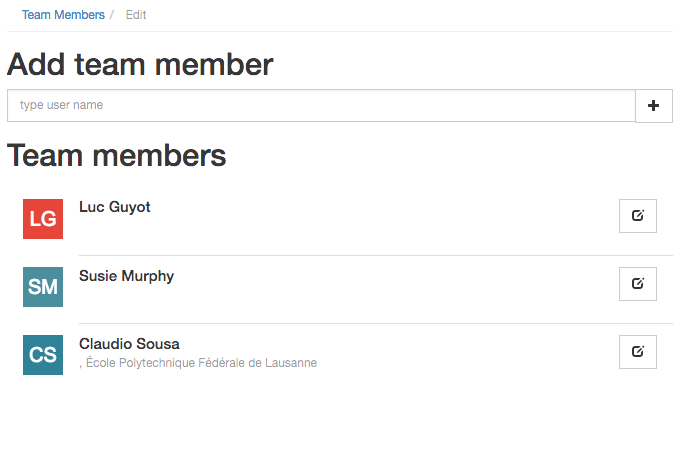 Team Members / Edit
Add team member
type user name
Team members
LG Luc Guyot
SM Susie Murphy
CS Claudio Sousa
, École Polytechnique Fédérale de Lausanne